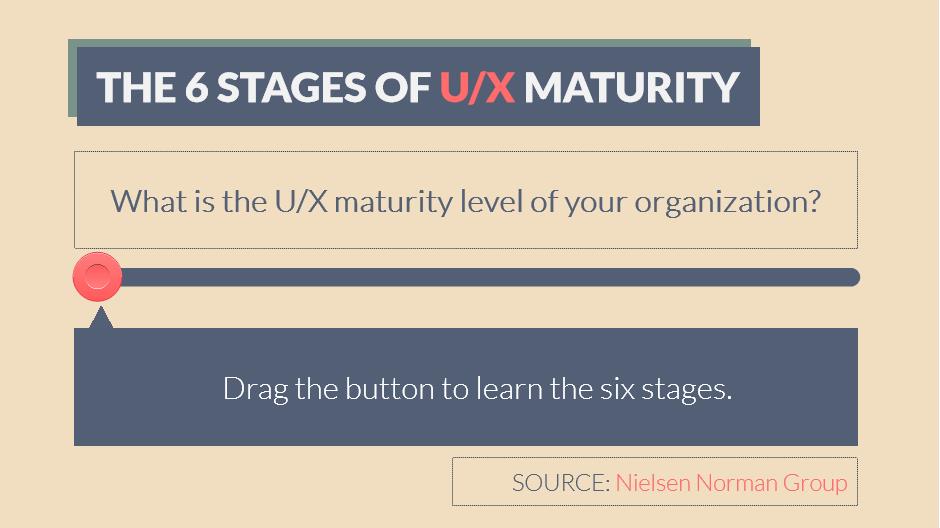 THE 6 STAGES OF U/X MATURITY
What is the U/X maturity level of your organization?
Drag the button to learn the six stages.
SOURCE: Nielsen Norman Group